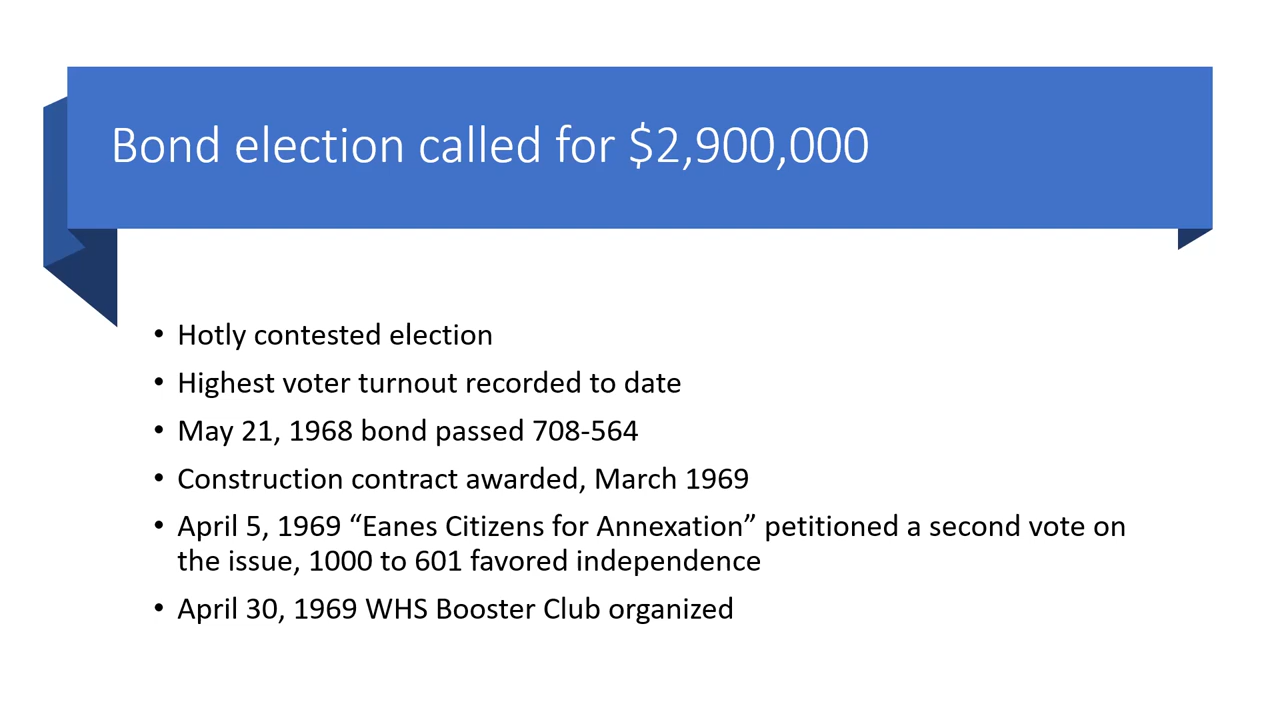 Bond election called for $2,900,000
• Hotly contested election
• Highest voter turnout recorded to date
• May 21, 1968 bond passed 708-564
• Construction contract awarded, March 1969
• April 5, 1969 “Eanes Citizens for Annexation” petitioned a second vote on
the issue, 1000 to 601 favored independence
• April 30, 1969 WHS Booster Club organized